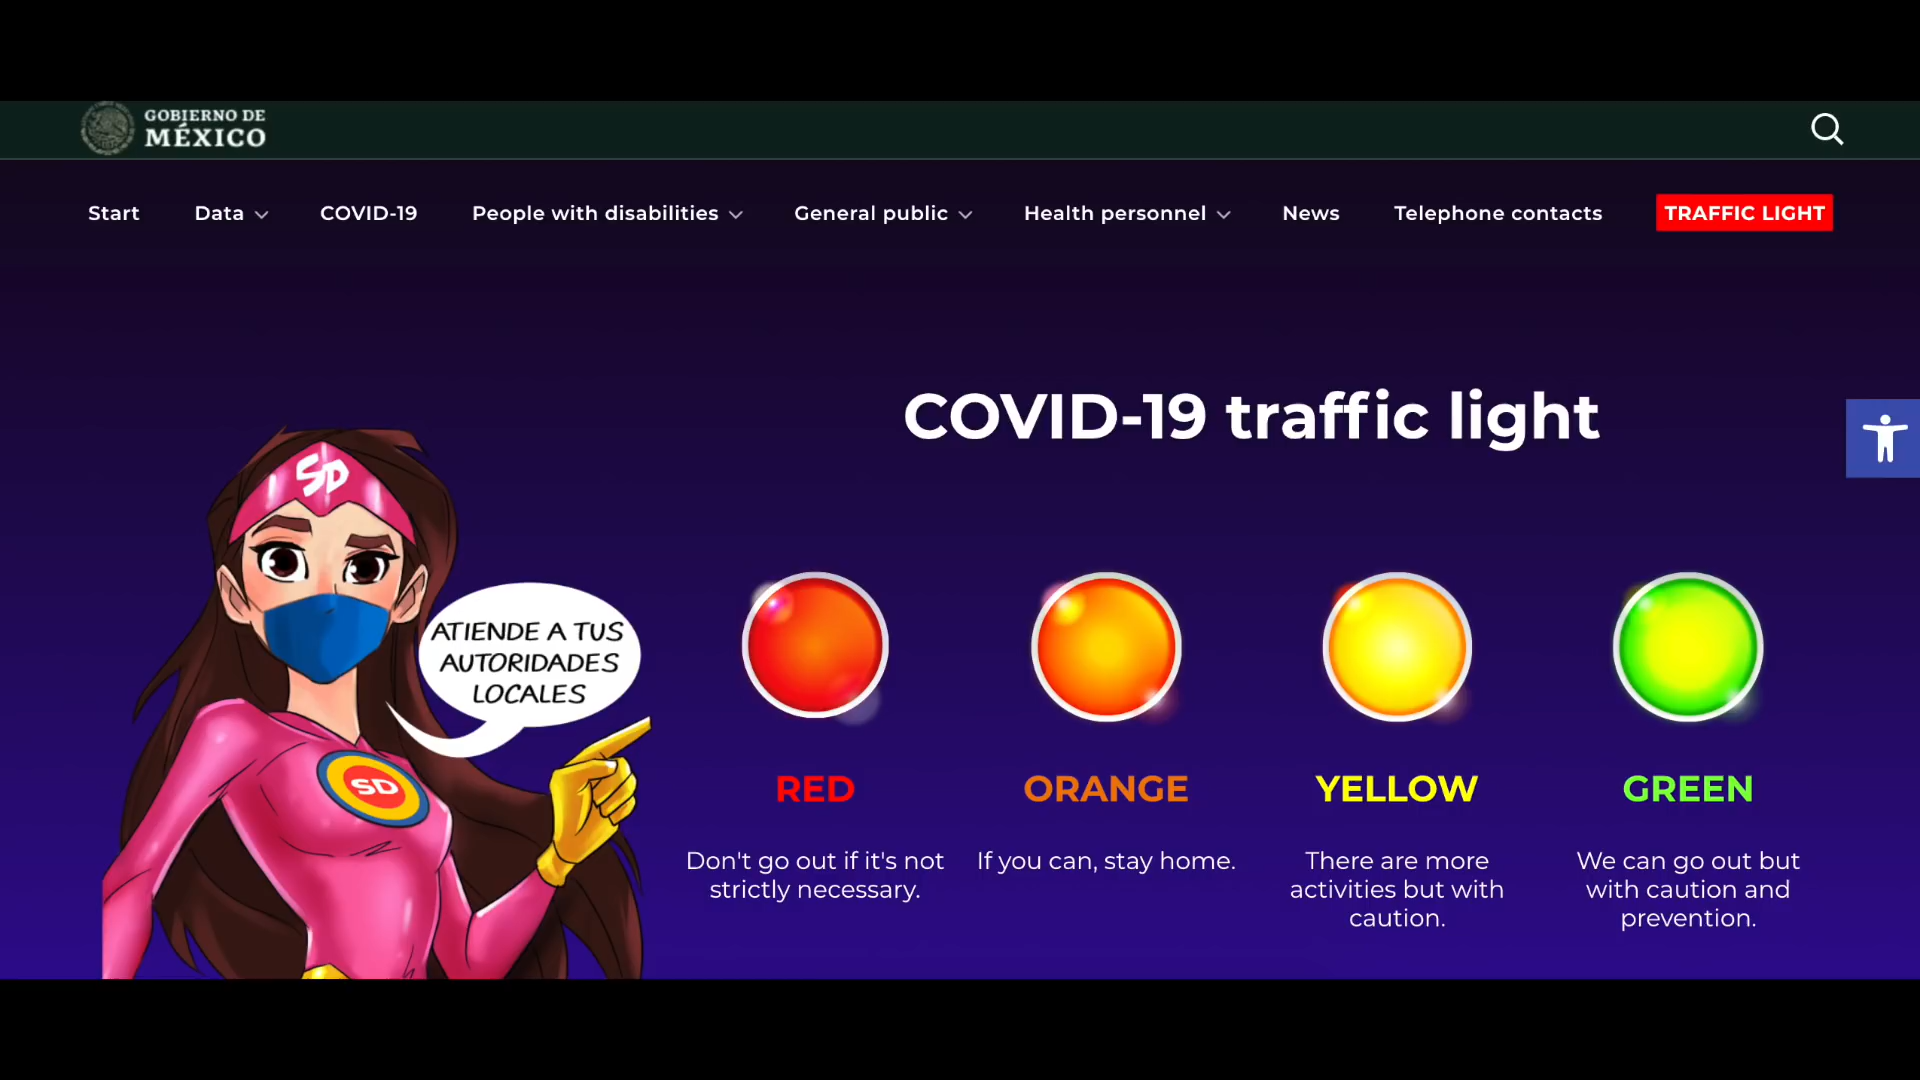 GOBIERNO DE
MÉXICO
Start
Data
COVID-19
People with disabilities
General public
Health personnel
News
Telephone contacts
TRAFFIC LIGHT
COVID-19 traffic light
SD
ATIENDE A TUS
AUTORIDADES
LOCALES
SD
RED
Don't go out if it's not
strictly necessary.
ORANGE
If you can, stay home.
YELLOW
There are more
activities but with
caution.
GREEN
We can go out but
with caution and
prevention.